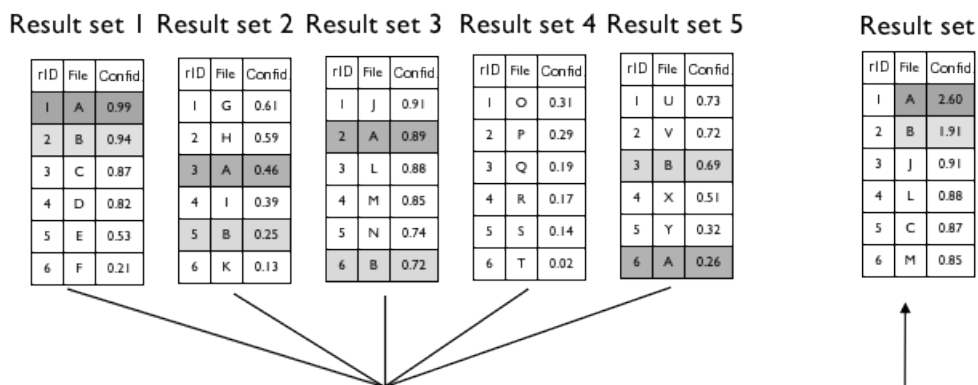 Result set 1 Result set 2 Result set 3 Result set 4 Result set 5 Result set
rID File Confid.
1 A 0.99
2 B 0.94
3 C 0.87
4 D 0.82
5 E 0.53
6 F 0.21
rID File Confid.
1 G 0.61
2 H 0.59
3 A 0.46
4 I 0.39
5 B 0.25
6 K 0.13
rID File Confid.
1 J 0.91
2 A 0.89
3 L 0.88
4 M 0.85
5 N 0.74
6 B 0.72
rID File Confid.
1 O 0.31
2 P 0.29
3 Q 0.19
4 R 0.17
5 S 0.14
6 T 0.02
rID File Confid.
1 U 0.73
2 V 0.72
3 B 0.69
4 X 0.51
5 Y 0.32
6 A 0.26
rID File Confid.
1 A 2.60
2 B 1.91
3 J 0.91
4 L 0.88
5 C 0.87
6 M 0.85